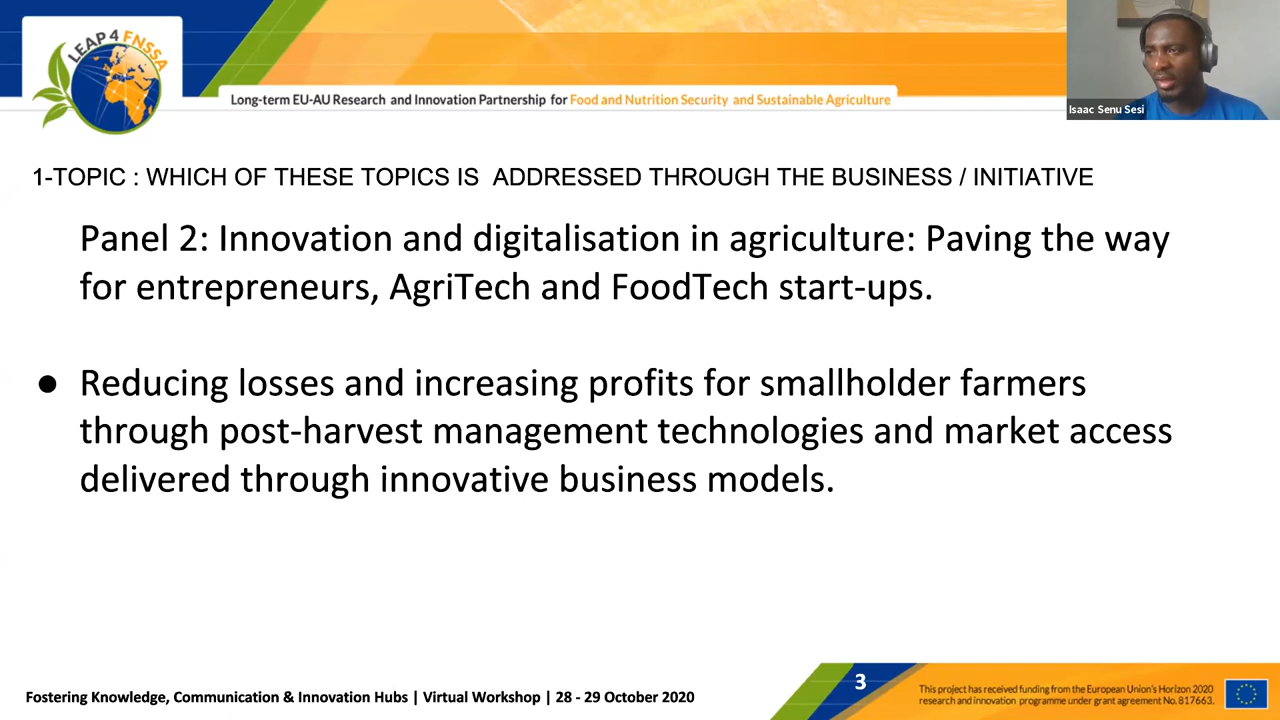 LEAP 4 FNSSA
Long-term EU-AU Research and Innovation Partnership for Food and Nutrition Security and Sustainable Agriculture
Isaac Senu Sesi
1-TOPIC : WHICH OF THESE TOPICS IS ADDRESSED THROUGH THE BUSINESS / INITIATIVE
Panel 2: Innovation and digitalisation in agriculture: Paving the way
for entrepreneurs, AgriTech and FoodTech start-ups.
● Reducing losses and increasing profits for smallholder farmers
through post-harvest management technologies and market access
delivered through innovative business models.
Fostering Knowledge, Communication & Innovation Hubs | Virtual Workshop | 28 - 29 October 2020
3
This project has received funding from the European Union's Horizon 2020
research and innovation programme under grant agreement No. 817663.